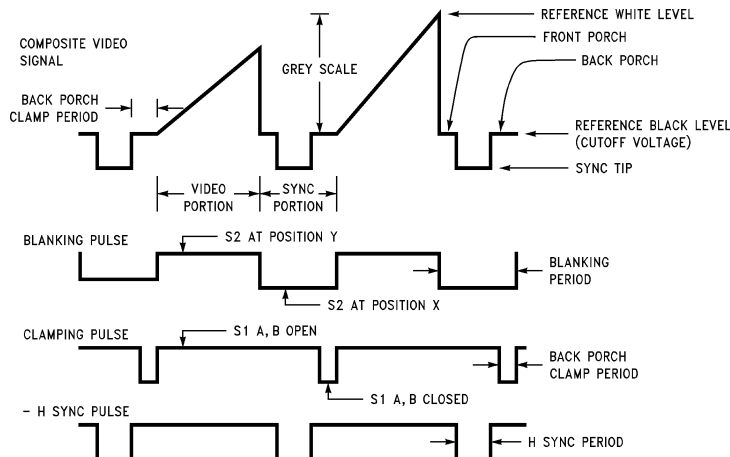 REFERENCE WHITE LEVEL
FRONT PORCH
COMPOSITE VIDEO
SIGNAL
GREY SCALE
BACK PORCH
BACK PORCH
CLAMP PERIOD
REFERENCE BLACK LEVEL
(CUTOFF VOLTAGE)
SYNC TIP
VIDEO
PORTION
SYNC
PORTION
BLANKING PULSE
S2 AT POSITION Y
BLANKING
PERIOD
S2 AT POSITION X
CLAMPING PULSE
S1 A, B OPEN
BACK PORCH
CLAMP PERIOD
S1 A, B CLOSED
- H SYNC PULSE
H SYNC PERIOD